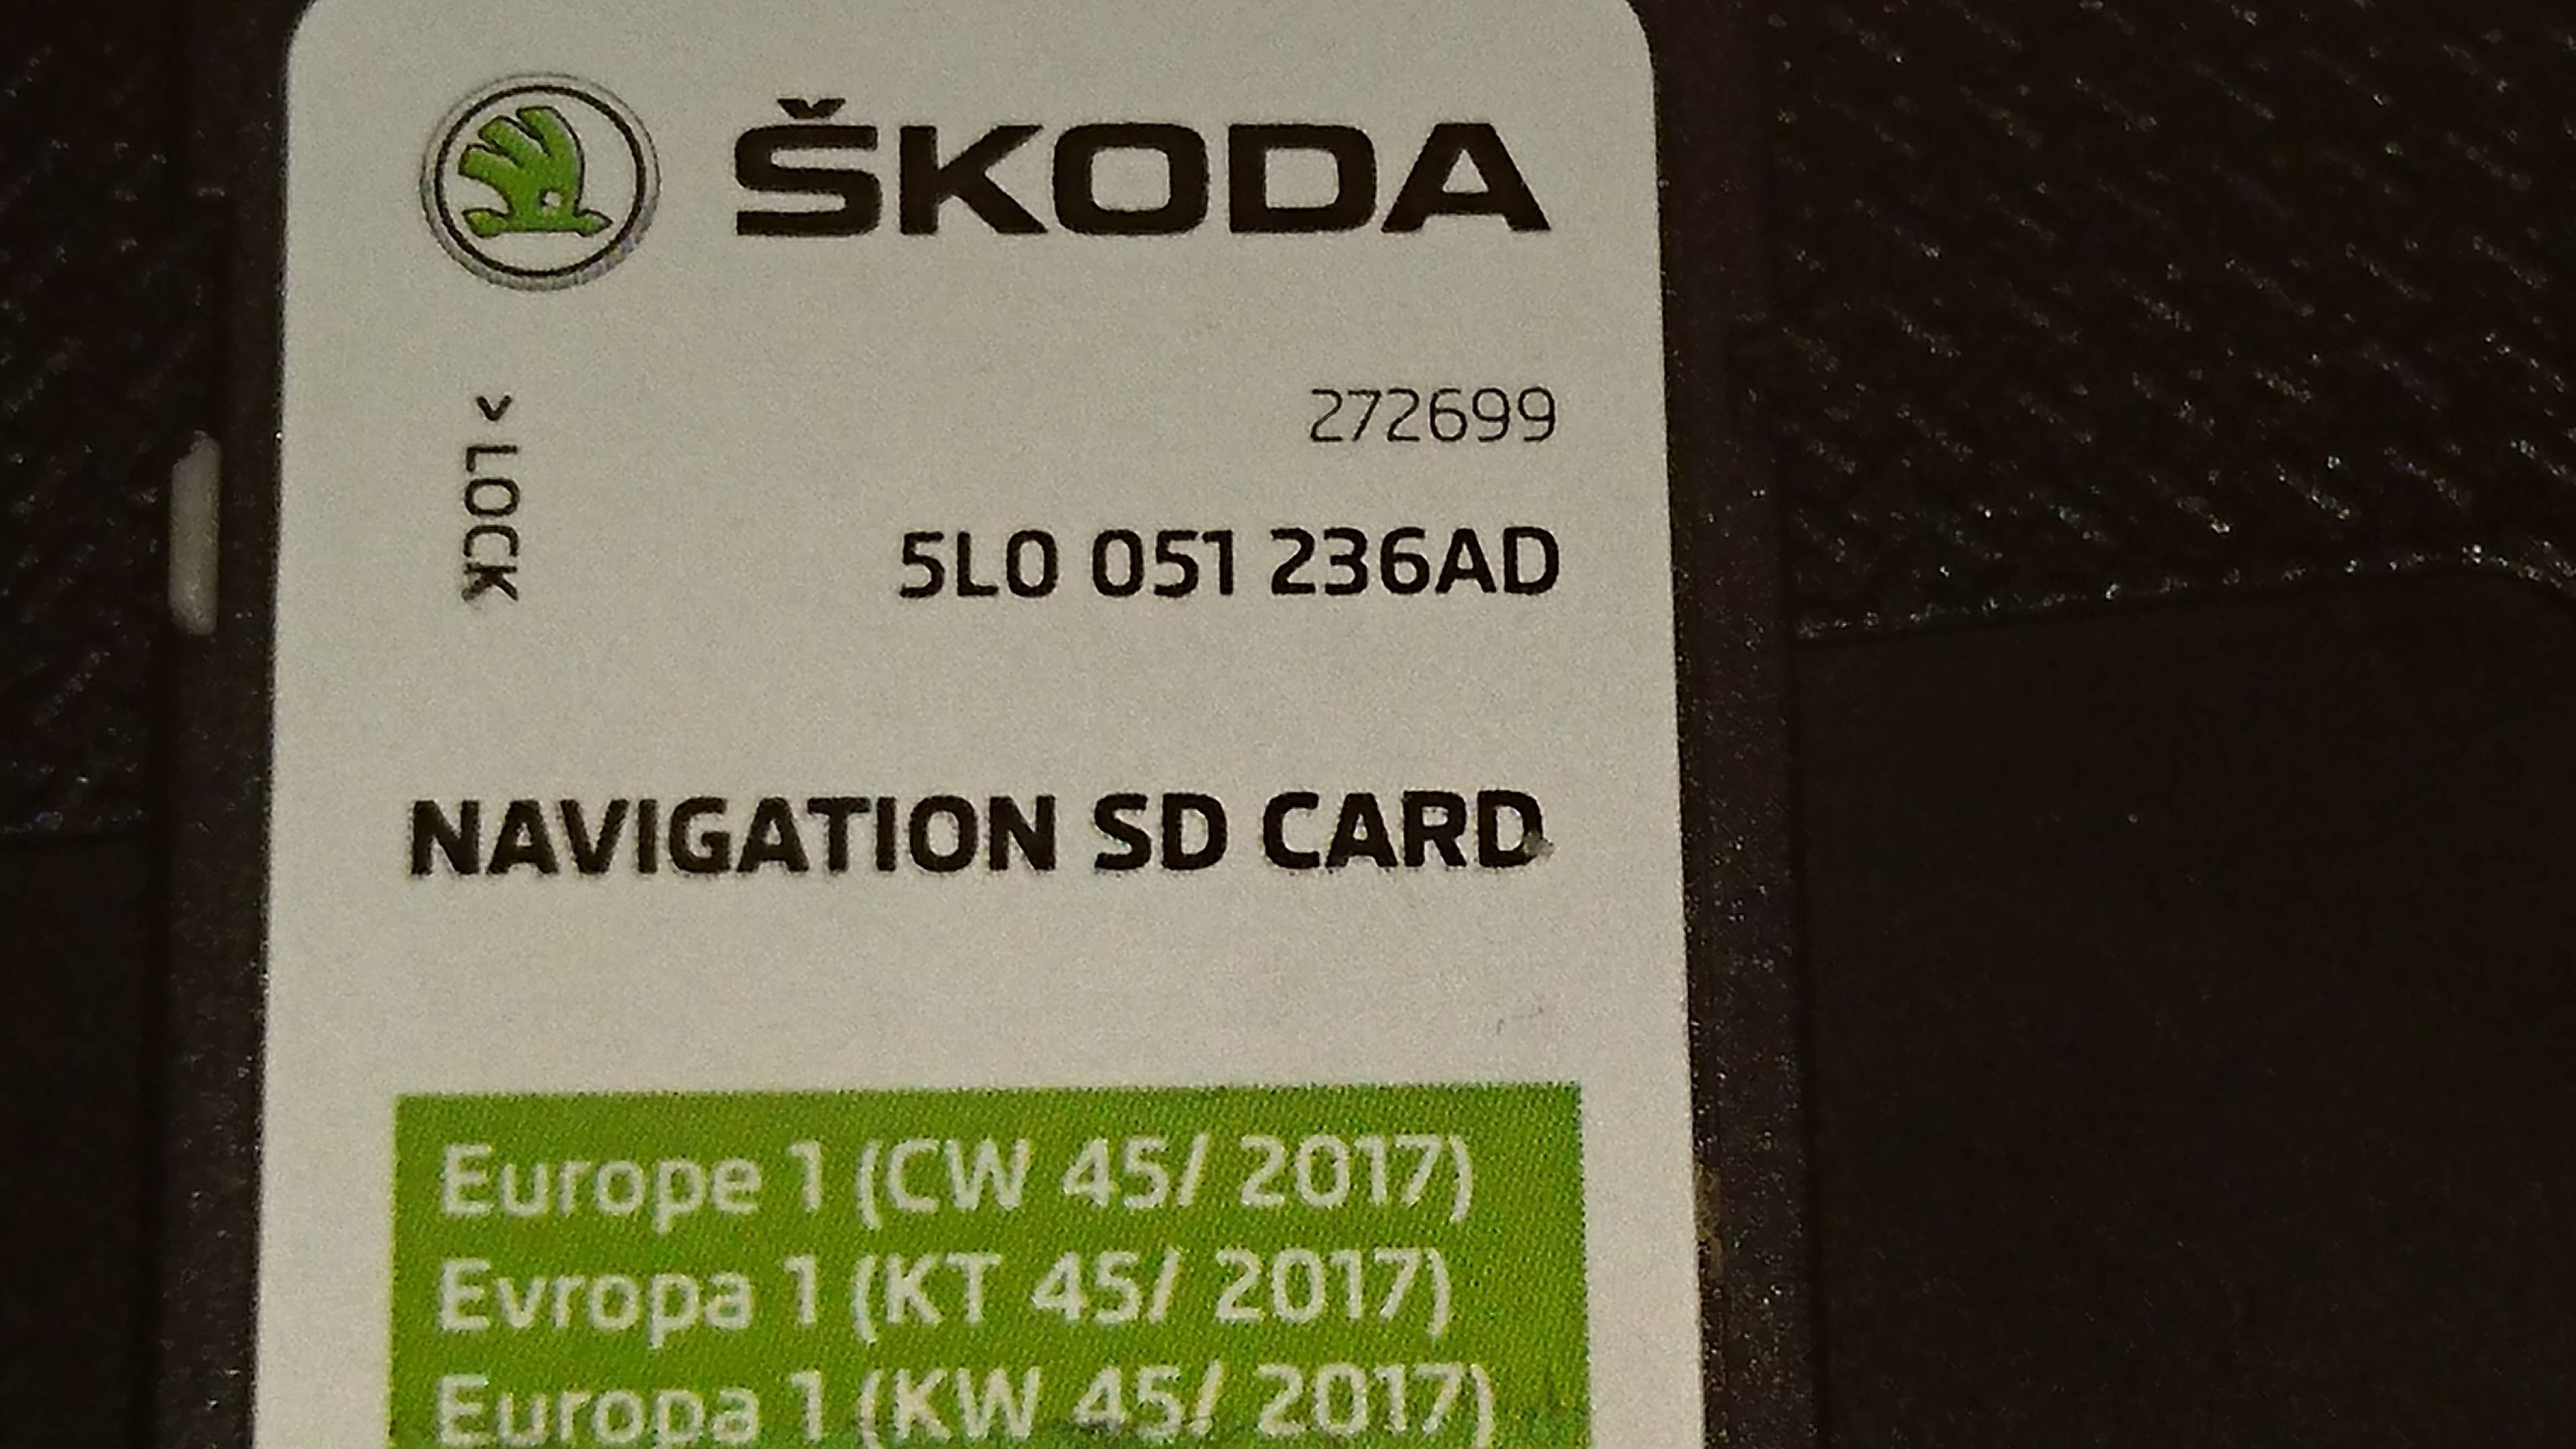 ŠKODA
272699
> LOCK
5L0 051 236AD
NAVIGATION SD CARD
Europe 1 (CW 45/ 2017)
Evropa 1 (KT 45/ 2017)
Europa 1 (KW 45/ 2017)